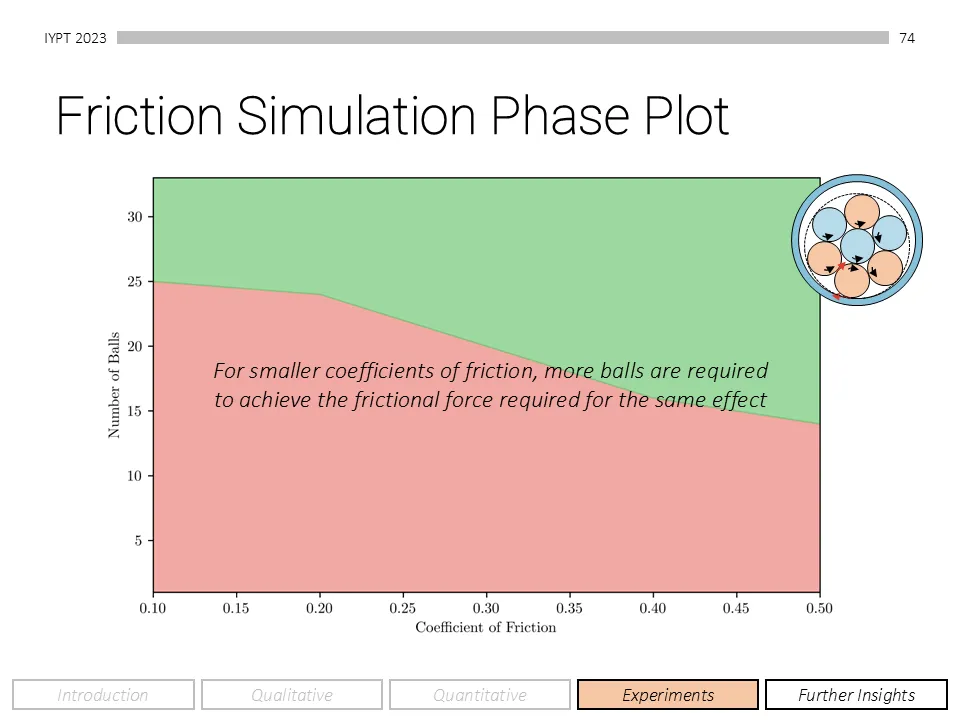 IYPT 2023
74
Friction Simulation Phase Plot
30
25
20
15
10
5
Number of Balls
For smaller coefficients of friction, more balls are required
to achieve the frictional force required for the same effect
0.10 0.15 0.20 0.25 0.30 0.35 0.40 0.45 0.50
Coefficient of Friction
Introduction Qualitative Quantitative Experiments Further Insights